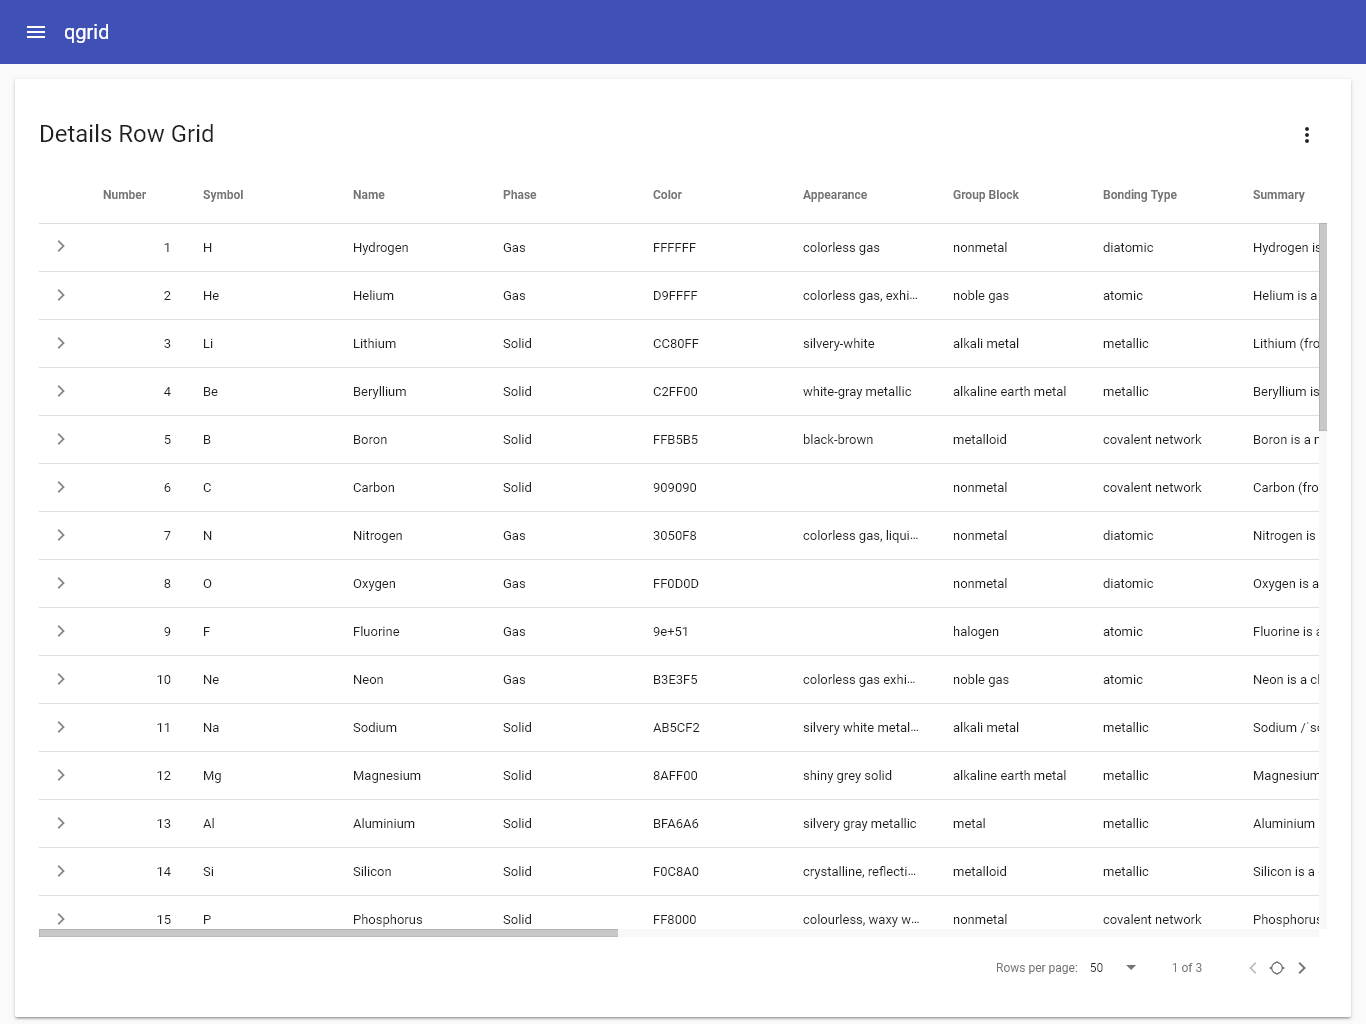 qgrid
Details Row Grid
Number Symbol Name Phase Color Appearance Group Block Bonding Type Summary
1 H Hydrogen Gas FFFFFF colorless gas nonmetal diatomic Hydrogen is
2 He Helium Gas D9FFFF colorless gas, exhi... noble gas atomic Helium is a
3 Li Lithium Solid CC80FF silvery-white alkali metal metallic Lithium (fro
4 Be Beryllium Solid C2FF00 white-gray metallic alkaline earth metal metallic Beryllium is
5 B Boron Solid FFB5B5 black-brown metalloid covalent network Boron is a
6 C Carbon Solid 909090 nonmetal covalent network Carbon (fro
7 N Nitrogen Gas 3050F8 colorless gas, liqui... nonmetal diatomic Nitrogen is
8 O Oxygen Gas FF0D0D nonmetal diatomic Oxygen is a
9 F Fluorine Gas 9e+51 halogen atomic Fluorine is a
10 Ne Neon Gas B3E3F5 colorless gas exhi... noble gas atomic Neon is a c
11 Na Sodium Solid AB5CF2 silvery white metal... alkali metal metallic Sodium /ˈs
12 Mg Magnesium Solid 8AFF00 shiny grey solid alkaline earth metal metallic Magnesium
13 Al Aluminium Solid BFA6A6 silvery gray metallic metal metallic Aluminium
14 Si Silicon Solid F0C8A0 crystalline, reflecti... metalloid metallic Silicon is a
15 P Phosphorus Solid FF8000 colourless, waxy w... nonmetal covalent network Phosphorus
Rows per page: 50 1 of 3